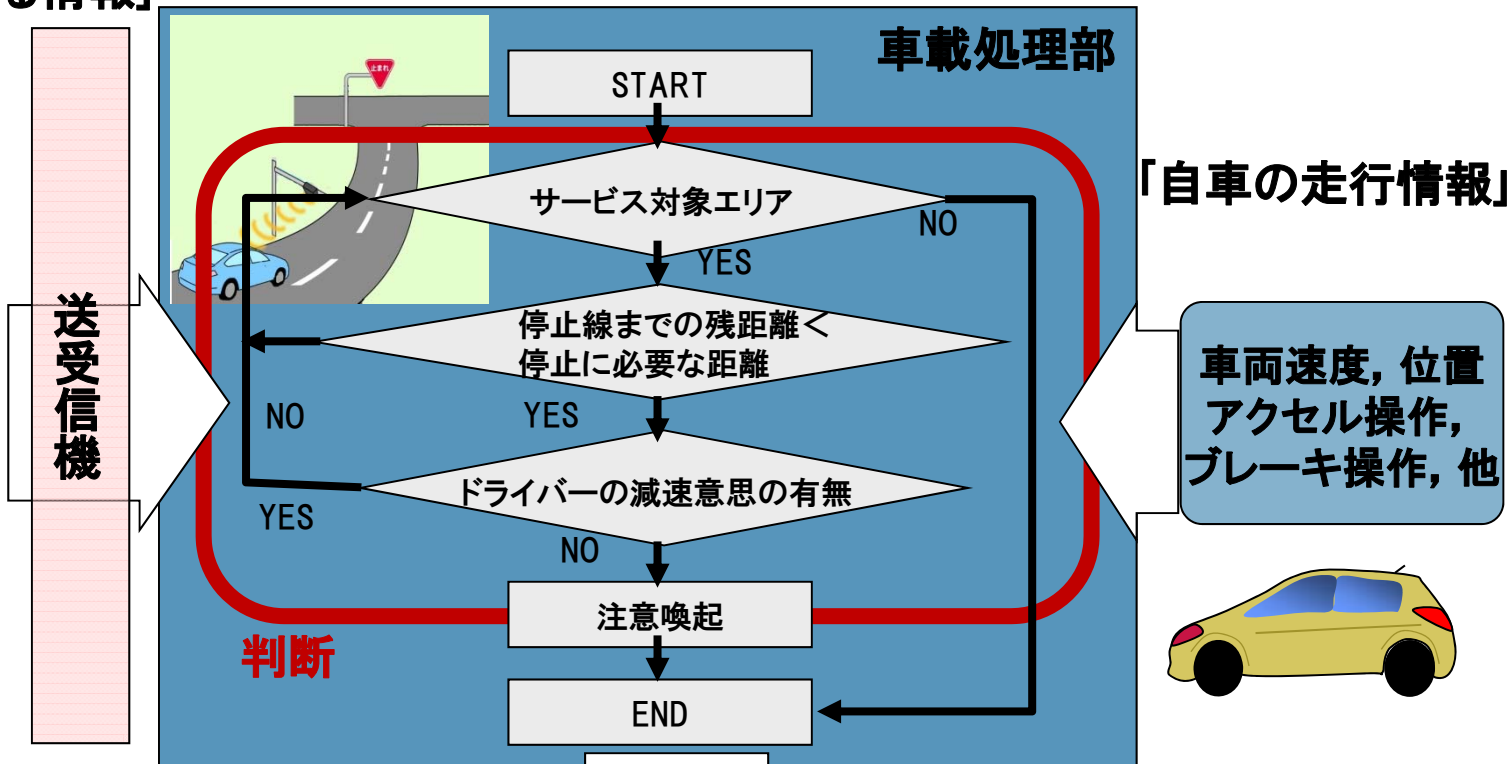 る情報」
車載処理部
止まれ
START
サービス対象エリア
NO
YES
「自車の走行情報」
停止線までの残距離<
停止に必要な距離
送受信機
NO
YES
車両速度, 位置
アクセル操作,
ブレーキ操作, 他
ドライバーの減速意思の有無
YES
NO
注意喚起
判断
END